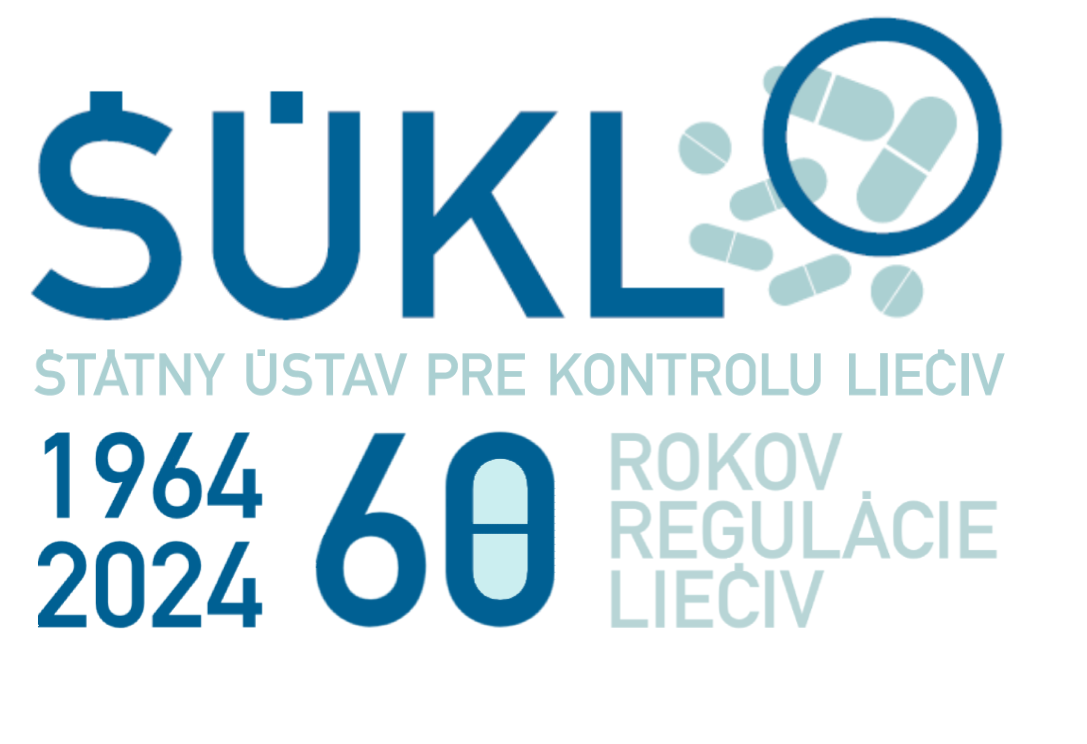 ŠÚKL
ŠTÁTNY ÚSTAV PRE KONTROLU LIEČIV
1964
2024
60
ROKOV
REGULÁCIE
LIEČIV